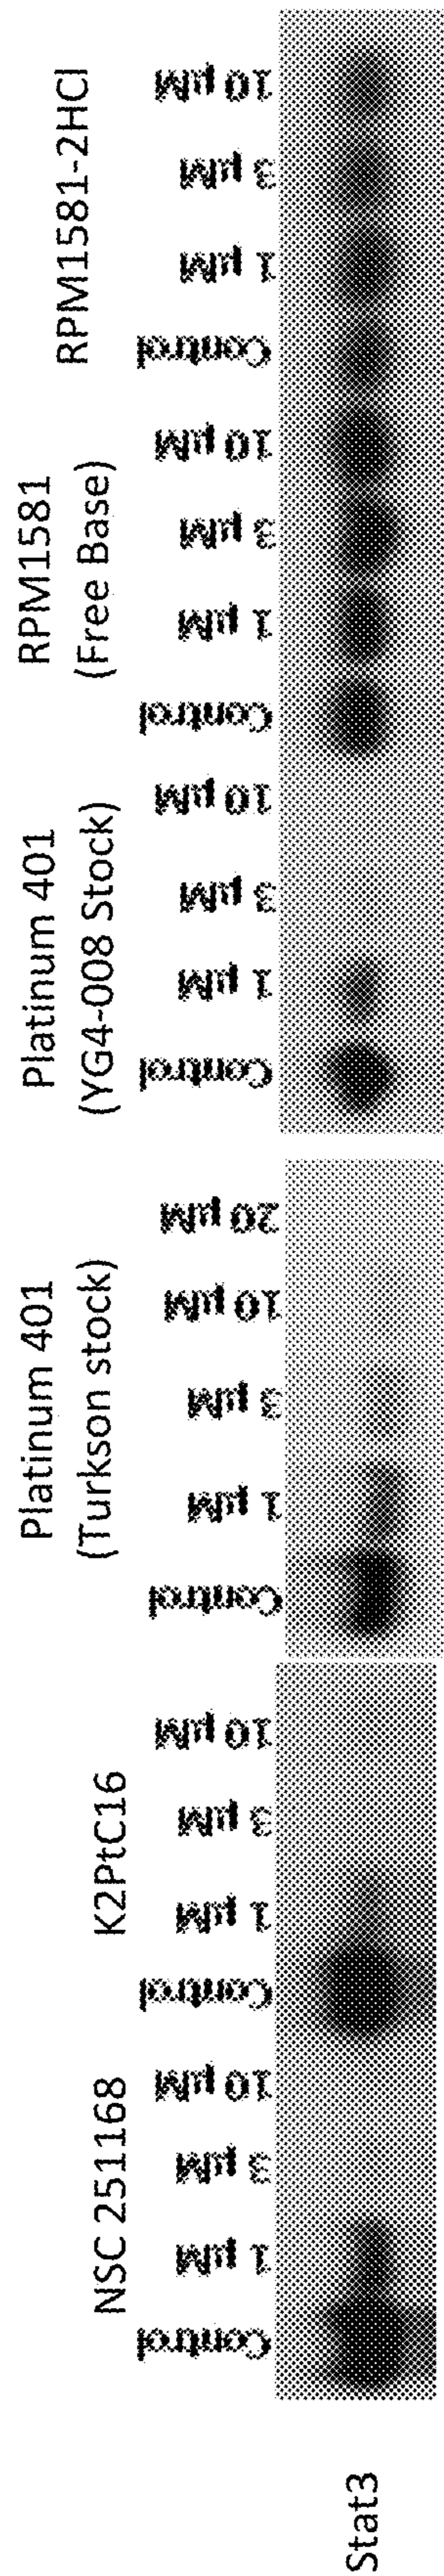 NSC 251168
Control
1 µM
3 µM
10 µM
K2PtC16
Control
1 µM
3 µM
10 µM
Platinum 401
(Turkson stock)
Control
1 µM
3 µM
10 µM
20 µM
Platinum 401
(YG4-008 Stock)
Control
1 µM
3 µM
10 µM
RPM1581
(Free Base)
Control
1 µM
3 µM
10 µM
RPM1581-2HCl
Control
1 µM
3 µM
10 µM
Stat3